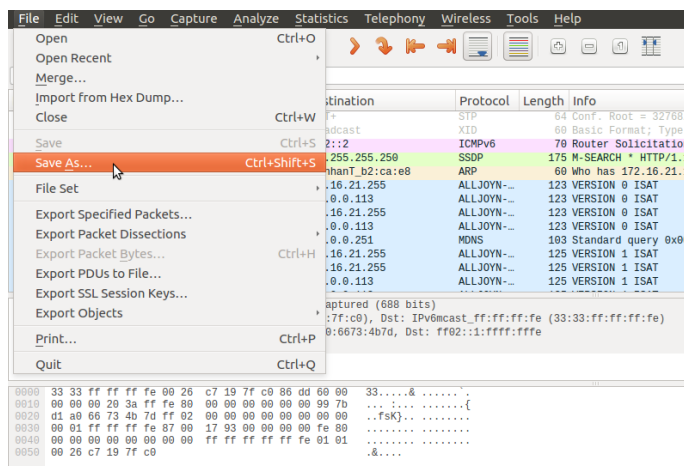 File Edit View Go Capture Analyze Statistics Telephony Wireless Tools Help
Open Ctrl+O
Open Recent
Merge...
Import from Hex Dump...
Close Ctrl+W
Save Ctrl+S
Save As... Ctrl+Shift+S
File Set
Export Specified Packets...
Export Packet Dissections
Export Packet Bytes... Ctrl+H
Export PDUs to File...
Export SSL Session Keys...
Export Objects
Print... Ctrl+P
Quit Ctrl+Q
stination Protocol Length Info
T+ STP 64 Conf. Root = 32768
adcast XID 60 Basic Format; Type
2::2 ICMPv6 70 Router Solicitatio
.255.255.250 SSDP 175 M-SEARCH * HTTP/1.
nhanT_b2:ca:e8 ARP 60 Who has 172.16.21.
.16.21.255 ALLJOYN-… 123 VERSION 0 ISAT
.0.0.113 ALLJOYN-… 123 VERSION 0 ISAT
.16.21.255 ALLJOYN-… 123 VERSION 0 ISAT
.0.0.113 ALLJOYN-… 123 VERSION 0 ISAT
.0.0.251 MDNS 103 Standard query 0x00
.16.21.255 ALLJOYN-… 125 VERSION 1 ISAT
.16.21.255 ALLJOYN-… 125 VERSION 1 ISAT
.0.0.113 ALLJOYN-… 125 VERSION 1 ISAT
aptured (688 bits)
:7f:c0), Dst: IPv6mcast_ff:ff:ff:fe (33:33:ff:ff:ff:fe)
0:6673:4b7d, Dst: ff02::1:ffff:fffe
0000 33 33 ff ff ff fe 00 26 c7 19 7f c0 86 dd 60 00 33.....& ......`.
0010 00 00 00 20 3a ff fe 80 00 00 00 00 00 00 99 7b ... :... .......{
0020 d1 a0 66 73 4b 7d ff 02 00 00 00 00 00 00 00 00 ..fsK}.. ........
0030 00 01 ff ff ff fe 87 00 17 93 00 00 00 00 fe 80 ........ ........
0040 00 00 00 00 00 00 00 00 ff ff ff ff ff fe 01 01 ........ ........
0050 00 26 c7 19 7f c0 .&....